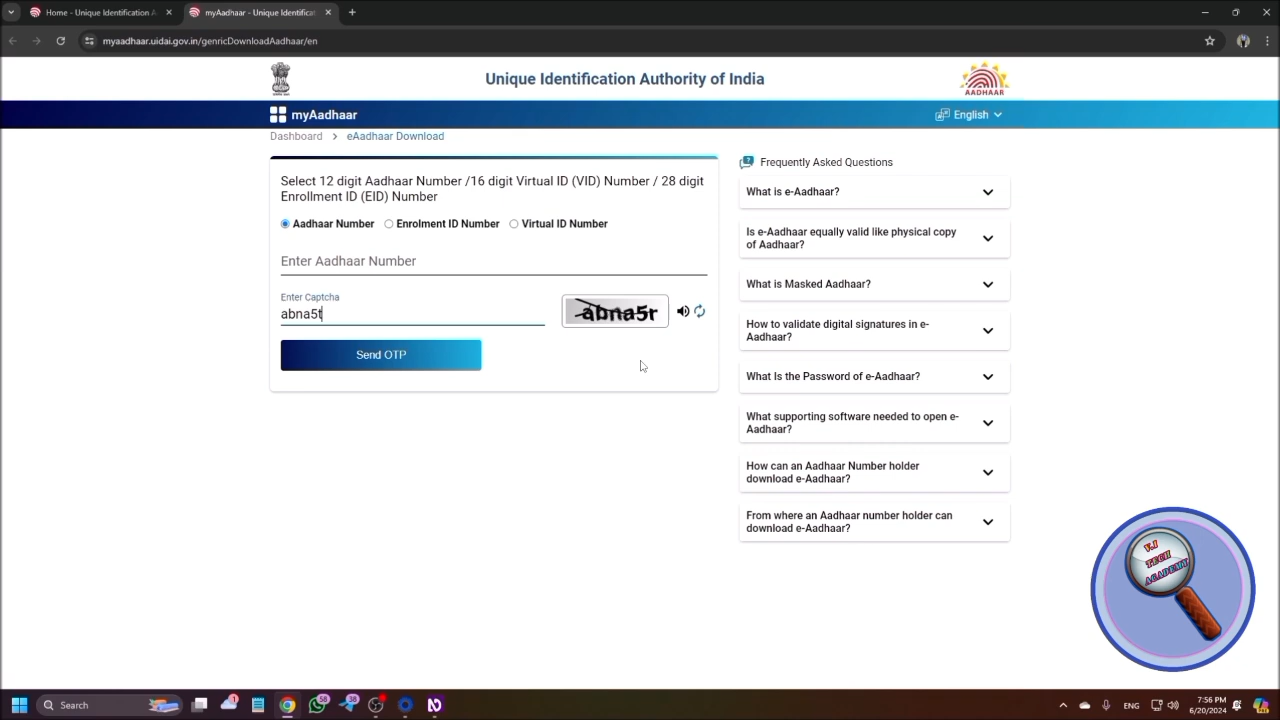 Home - Unique Identification A
myAadhaar - Unique Identificati
myaadhaar.uidai.gov.in/genricDownloadAadhaar/en
Unique Identification Authority of India
AADHAAR
myAadhaar
English
Dashboard > eAadhaar Download
Select 12 digit Aadhaar Number /16 digit Virtual ID (VID) Number / 28 digit
Enrollment ID (EID) Number
Aadhaar Number
Enrolment ID Number
Virtual ID Number
Enter Aadhaar Number
Enter Captcha
abna5t
abna5r
Send OTP
Frequently Asked Questions
What is e-Aadhaar?
Is e-Aadhaar equally valid like physical copy
of Aadhaar?
What is Masked Aadhaar?
How to validate digital signatures in e-
Aadhaar?
What Is the Password of e-Aadhaar?
What supporting software needed to open e-
Aadhaar?
How can an Aadhaar Number holder
download e-Aadhaar?
From where an Aadhaar number holder can
download e-Aadhaar?
V.I
TECH
ACADEMY
Search
1
58
38
ENG
7:56 PM
6/20/2024